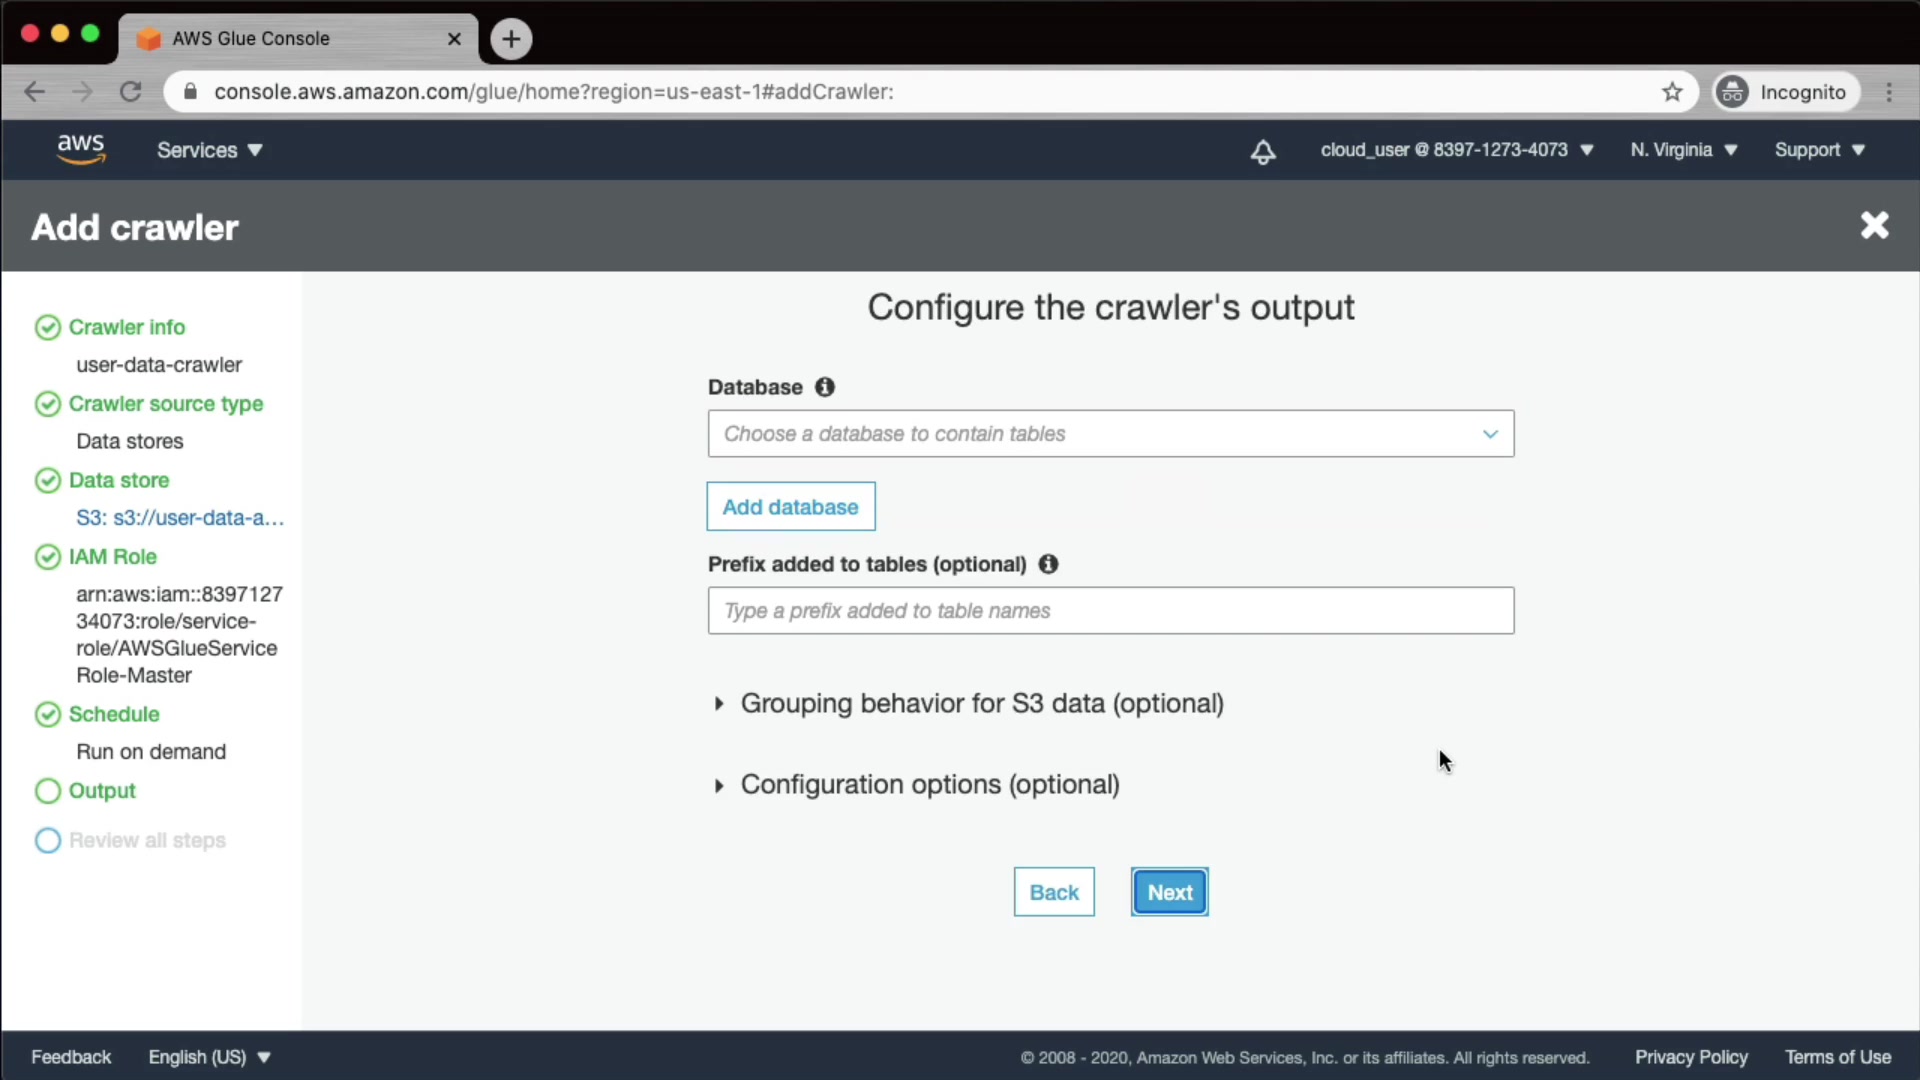 AWS Glue Console
console.aws.amazon.com/glue/home?region=us-east-1#addCrawler:
Incognito
aws
Services
cloud_user @ 8397-1273-4073
N. Virginia
Support
Add crawler
Crawler info
user-data-crawler
Crawler source type
Data stores
Data store
S3: s3://user-data-a...
IAM Role
arn:aws:iam::8397127
34073:role/service-
role/AWSGlueService
Role-Master
Schedule
Run on demand
Output
Review all steps
Configure the crawler's output
Database
Choose a database to contain tables
Add database
Prefix added to tables (optional)
Type a prefix added to table names
Grouping behavior for S3 data (optional)
Configuration options (optional)
Back
Next
Feedback
English (US)
© 2008 - 2020, Amazon Web Services, Inc. or its affiliates. All rights reserved.
Privacy Policy
Terms of Use